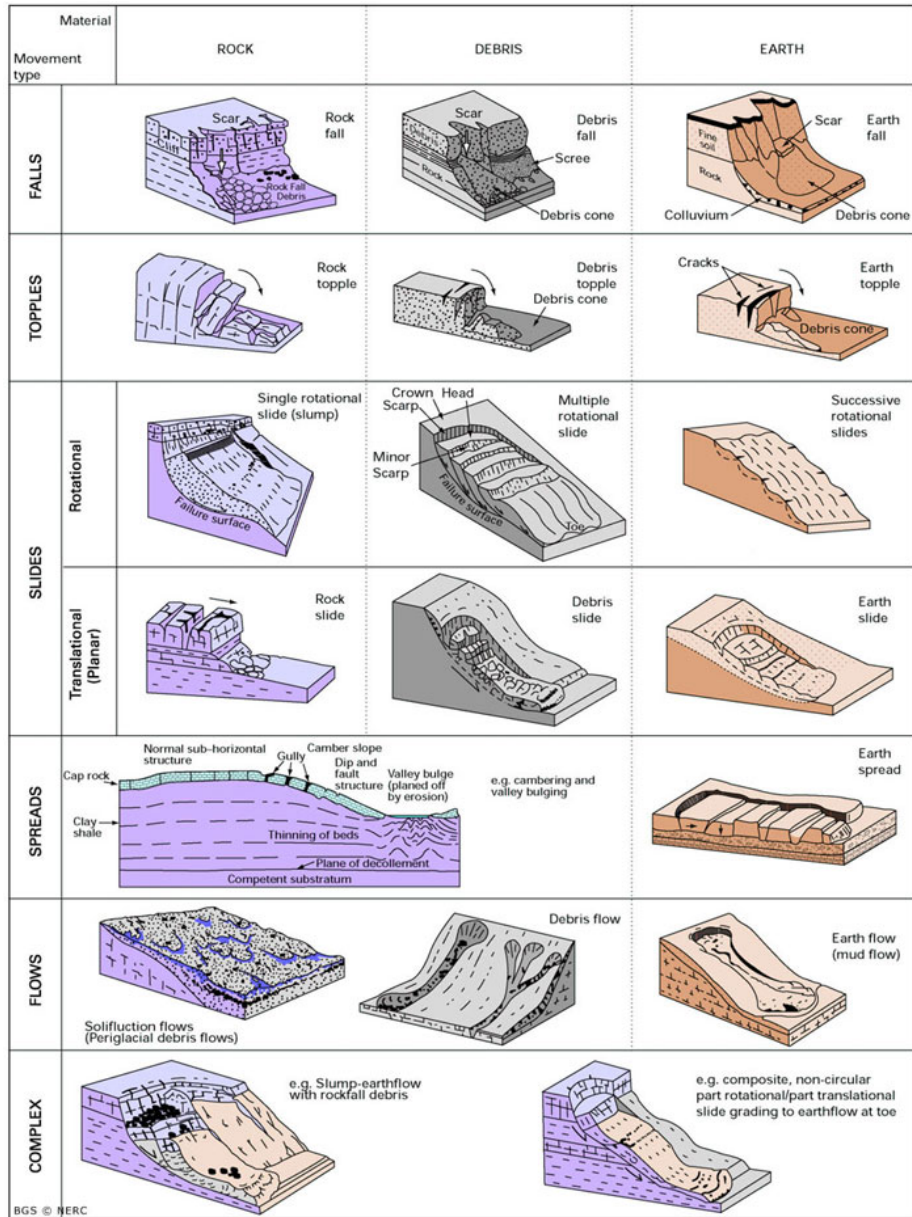 Material
Movement
type
ROCK
DEBRIS
EARTH
FALLS
Scar
Cliff
Rock Fall
Debris
Rock
fall
Debris
Rock
Debris
fall
Scree
Debris cone
Fine
soil
Rock
Colluvium
Earth
fall
Scar
Debris cone
TOPPLES
Rock
topple
Debris
topple
Debris cone
Cracks
Earth
topple
Debris cone
SLIDES
Rotational
Single rotational
slide (slump)
Failure surface
Crown
Scarp
Head
Minor
Scarp
Failure surface
Toe
Multiple
rotational
slide
Successive
rotational
slides
Translational
(Planar)
Rock
slide
Debris
slide
Earth
slide
SPREADS
Normal sub-horizontal
structure
Cap rock
Gully
Camber slope
Dip and
fault
structure
Valley bulge
(planed off
by erosion)
Clay
shale
Thinning of beds
Plane of decollement
Competent substratum
e.g. cambering and
valley bulging
Earth
spread
FLOWS
Solifluction flows
(Periglacial debris flows)
Debris flow
Earth flow
(mud flow)
COMPLEX
e.g. Slump-earthflow
with rockfall debris
e.g. composite, non-circular
part rotational/part translational
slide grading to earthflow at toe
BGS © NERC